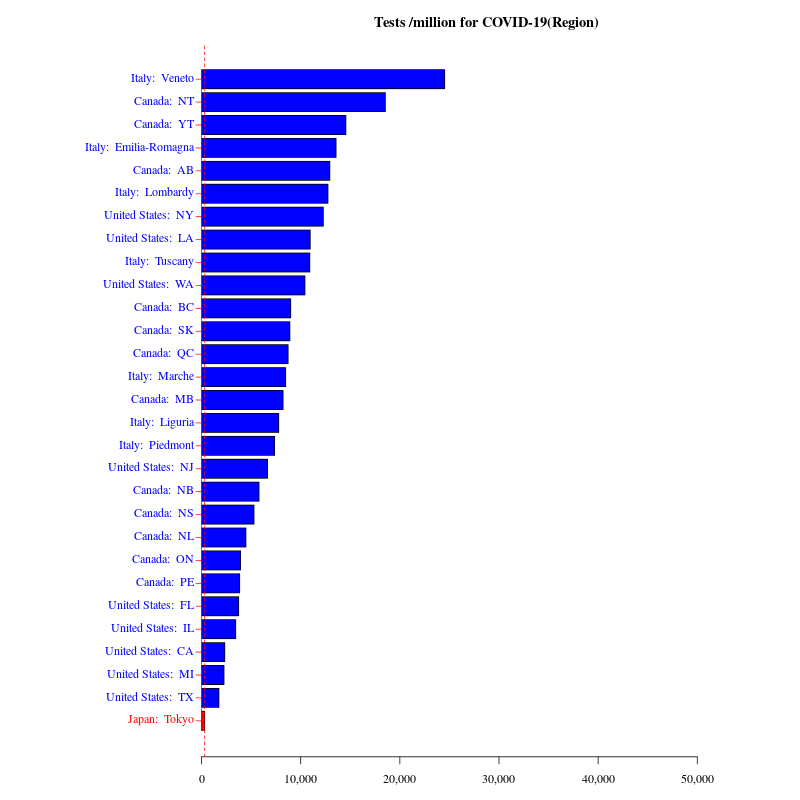 Tests /million for COVID-19(Region)
Italy: Veneto
Canada: NT
Canada: YT
Italy: Emilia-Romagna
Canada: AB
Italy: Lombardy
United States: NY
United States: LA
Italy: Tuscany
United States: WA
Canada: BC
Canada: SK
Canada: QC
Italy: Marche
Canada: MB
Italy: Liguria
Italy: Piedmont
United States: NJ
Canada: NB
Canada: NS
Canada: NL
Canada: ON
Canada: PE
United States: FL
United States: IL
United States: CA
United States: MI
United States: TX
Japan: Tokyo
0 10,000 20,000 30,000 40,000 50,000